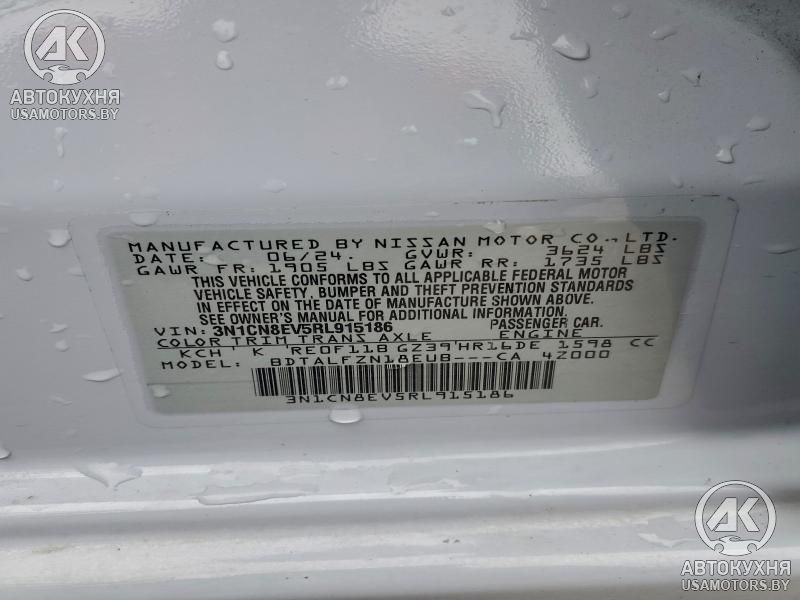 АК
АВТОКУХНЯ
USAMOTORS.BY
MANUFACTURED BY NISSAN MOTOR CO., LTD.
DATE: 06/24. GVWR: 3624 LBS
GAWR FR: 1905 LBS GAWR RR: 1735 LBS
THIS VEHICLE CONFORMS TO ALL APPLICABLE FEDERAL MOTOR
VEHICLE SAFETY, BUMPER AND THEFT PREVENTION STANDARDS
IN EFFECT ON THE DATE OF MANUFACTURE SHOWN ABOVE.
SEE OWNER'S MANUAL FOR ADDITIONAL INFORMATION.
VIN: 3N1CN8EV5RL915186 PASSENGER CAR.
COLOR TRIM TRANS AXLE ENGINE
KCH K RE0F11B GZ39 HR16DE 1598 CC
MODEL BDTALFZN18EUB---CA 4Z000
3N1CN8EV5RL915186
АК
АВТОКУХНЯ
USAMOTORS.BY